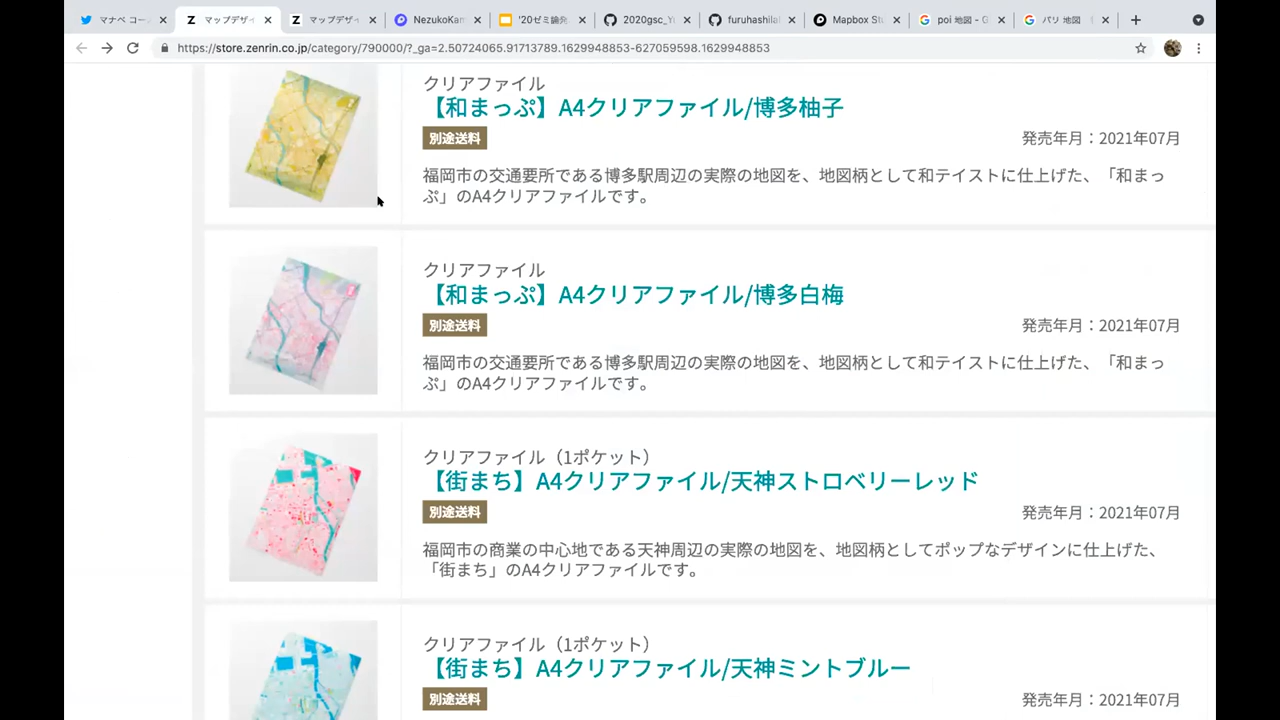 マナベ コー
マップデザイ
マップデザイ
NezukoKam
'20ゼミ論発
2020gsc_Yu
furuhashilab
Mapbox Stu
poi 地図 - G
パリ 地図
https://store.zenrin.co.jp/category/790000/?_ga=2.50724065.91713789.1629948853-627059598.1629948853
クリアファイル
【和まっぷ】A4クリアファイル/博多柚子
別途送料
発売年月：2021年07月
福岡市の交通要所である博多駅周辺の実際の地図を、地図柄として和テイストに仕上げた、「和まっ
ぷ」のA4クリアファイルです。
クリアファイル
【和まっぷ】A4クリアファイル/博多白梅
別途送料
発売年月：2021年07月
福岡市の交通要所である博多駅周辺の実際の地図を、地図柄として和テイストに仕上げた、「和まっ
ぷ」のA4クリアファイルです。
クリアファイル（1ポケット）
【街まち】A4クリアファイル/天神ストロベリーレッド
別途送料
発売年月：2021年07月
福岡市の商業の中心地である天神周辺の実際の地図を、地図柄としてポップなデザインに仕上げた、
「街まち」のA4クリアファイルです。
クリアファイル（1ポケット）
【街まち】A4クリアファイル/天神ミントブルー
別途送料
発売年月：2021年07月